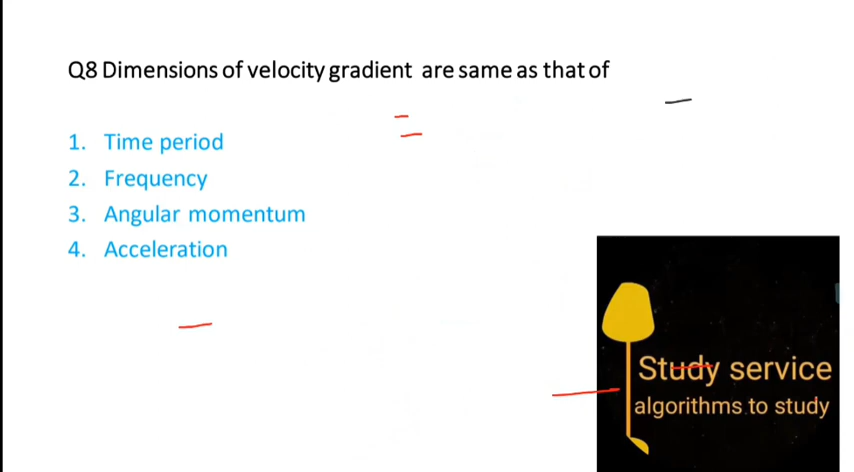 Q8 Dimensions of velocity gradient are same as that of
1. Time period
2. Frequency
3. Angular momentum
4. Acceleration
Study service
algorithms to study